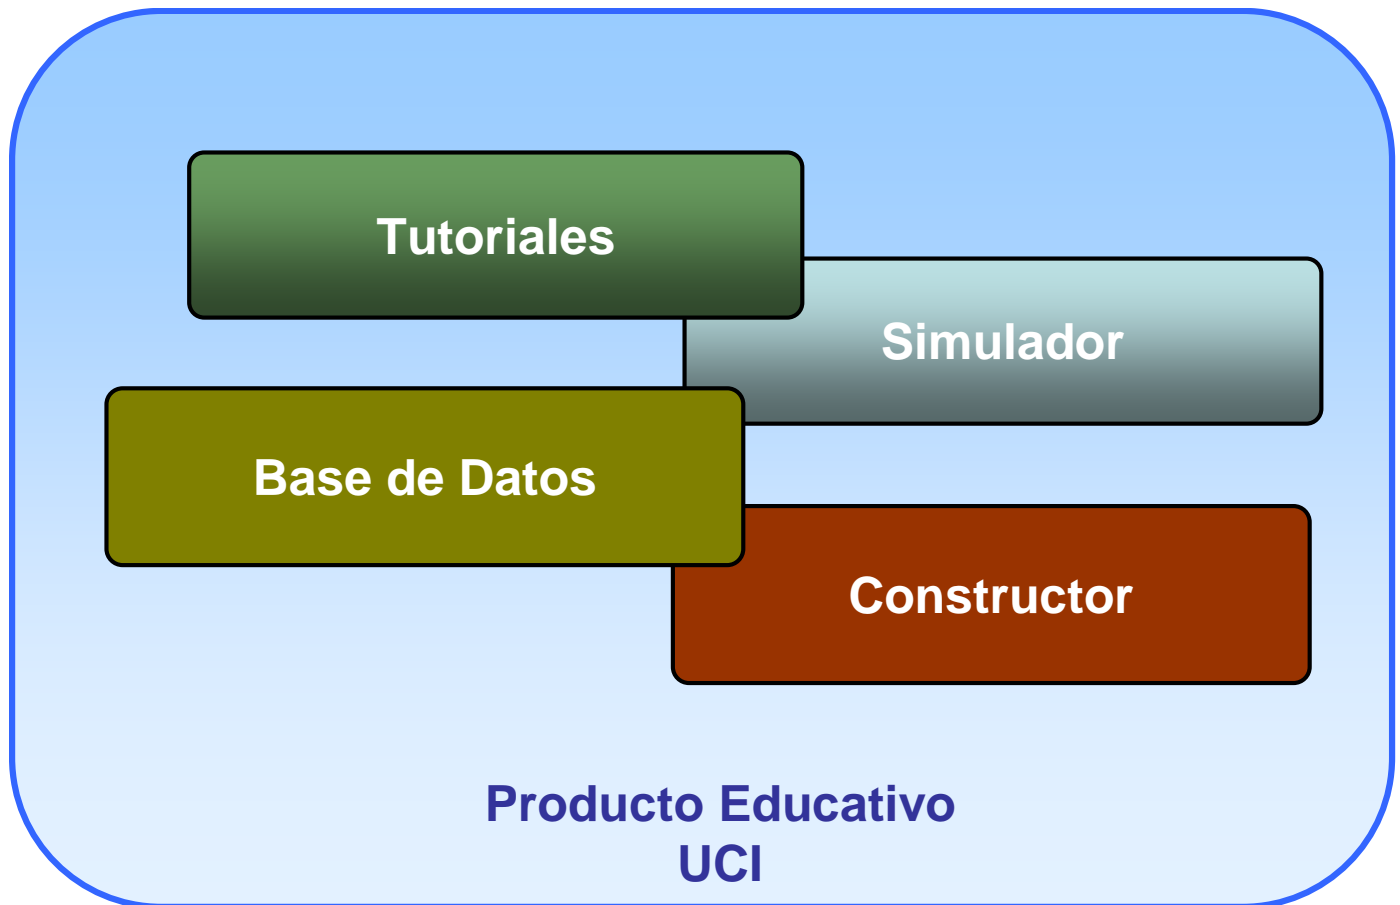 Tutoriales
Simulador
Base de Datos
Constructor
Producto Educativo
UCI